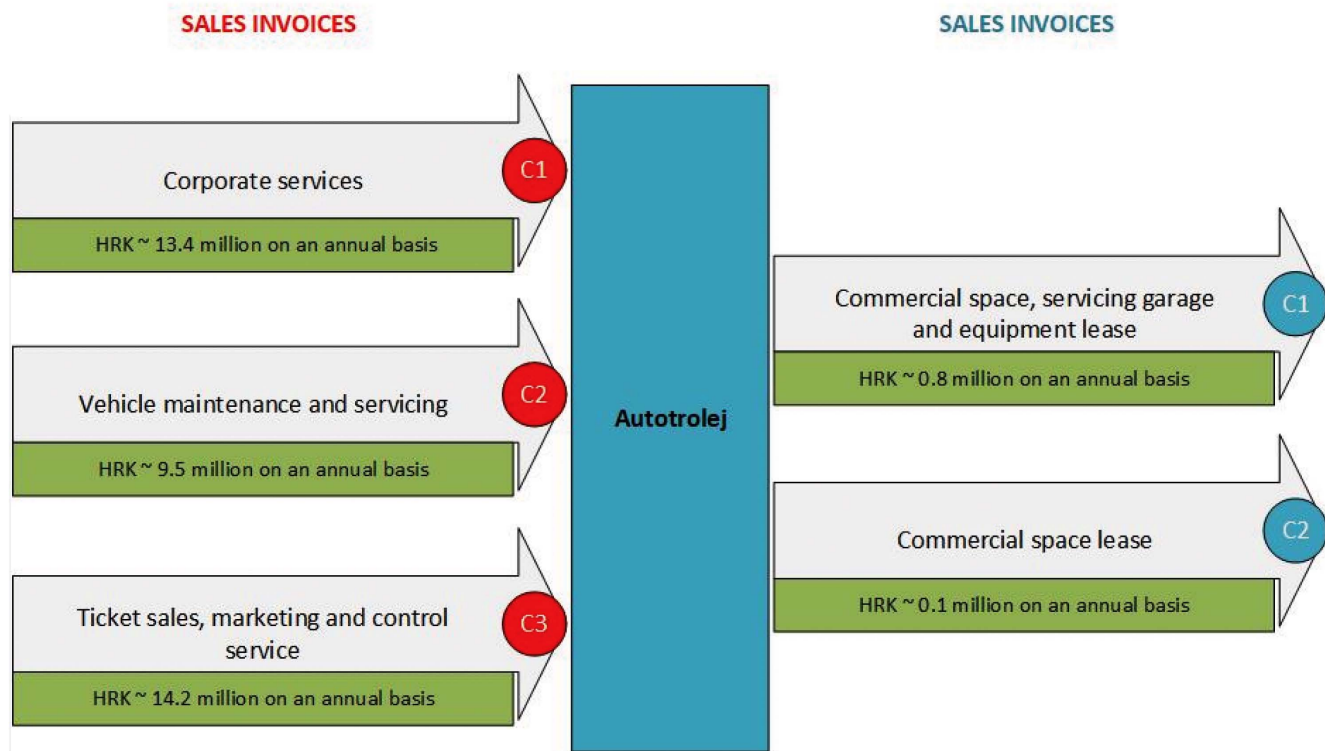 SALES INVOICES
Corporate services
C1
HRK ~ 13.4 million on an annual basis
Vehicle maintenance and servicing
C2
HRK ~ 9.5 million on an annual basis
Ticket sales, marketing and control
service
C3
HRK ~ 14.2 million on an annual basis
Autotrolej
SALES INVOICES
Commercial space, servicing garage
and equipment lease
C1
HRK ~ 0.8 million on an annual basis
Commercial space lease
C2
HRK ~ 0.1 million on an annual basis